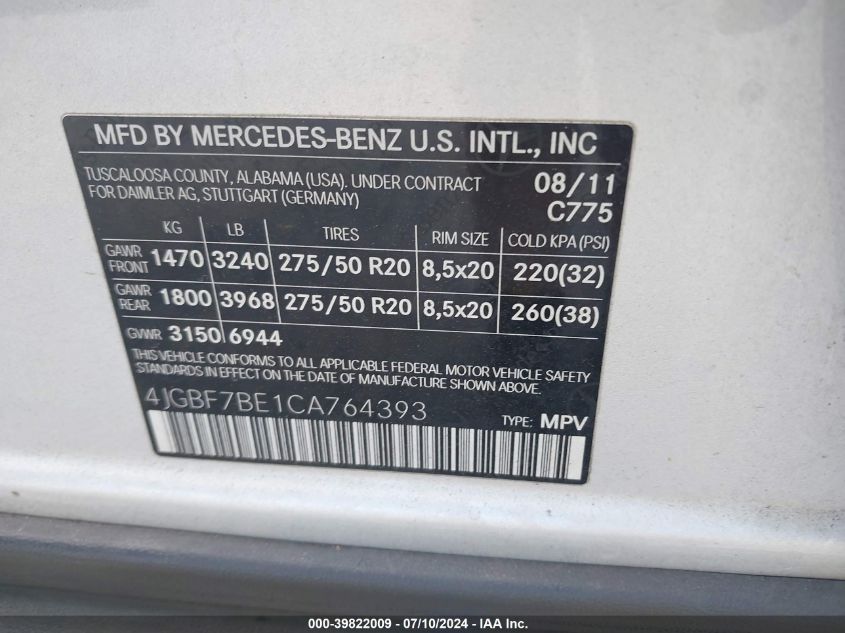 MFD BY MERCEDES-BENZ U.S. INTL., INC
TUSCALOOSA COUNTY, ALABAMA (USA). UNDER CONTRACT
FOR DAIMLER AG, STUTTGART (GERMANY)
08/11
C775
KG LB TIRES RIM SIZE COLD KPA (PSI)
GAWR FRONT 1470 3240 275/50 R20 8,5x20 220(32)
GAWR REAR 1800 3968 275/50 R20 8,5x20 260(38)
GVWR 3150 6944
THIS VEHICLE CONFORMS TO ALL APPLICABLE FEDERAL MOTOR VEHICLE SAFETY
STANDARDS IN EFFECT ON THE DATE OF MANUFACTURE SHOWN ABOVE.
4JGBF7BE1CA764393
TYPE: MPV
000-39822009 - 07/10/2024 - IAA Inc.